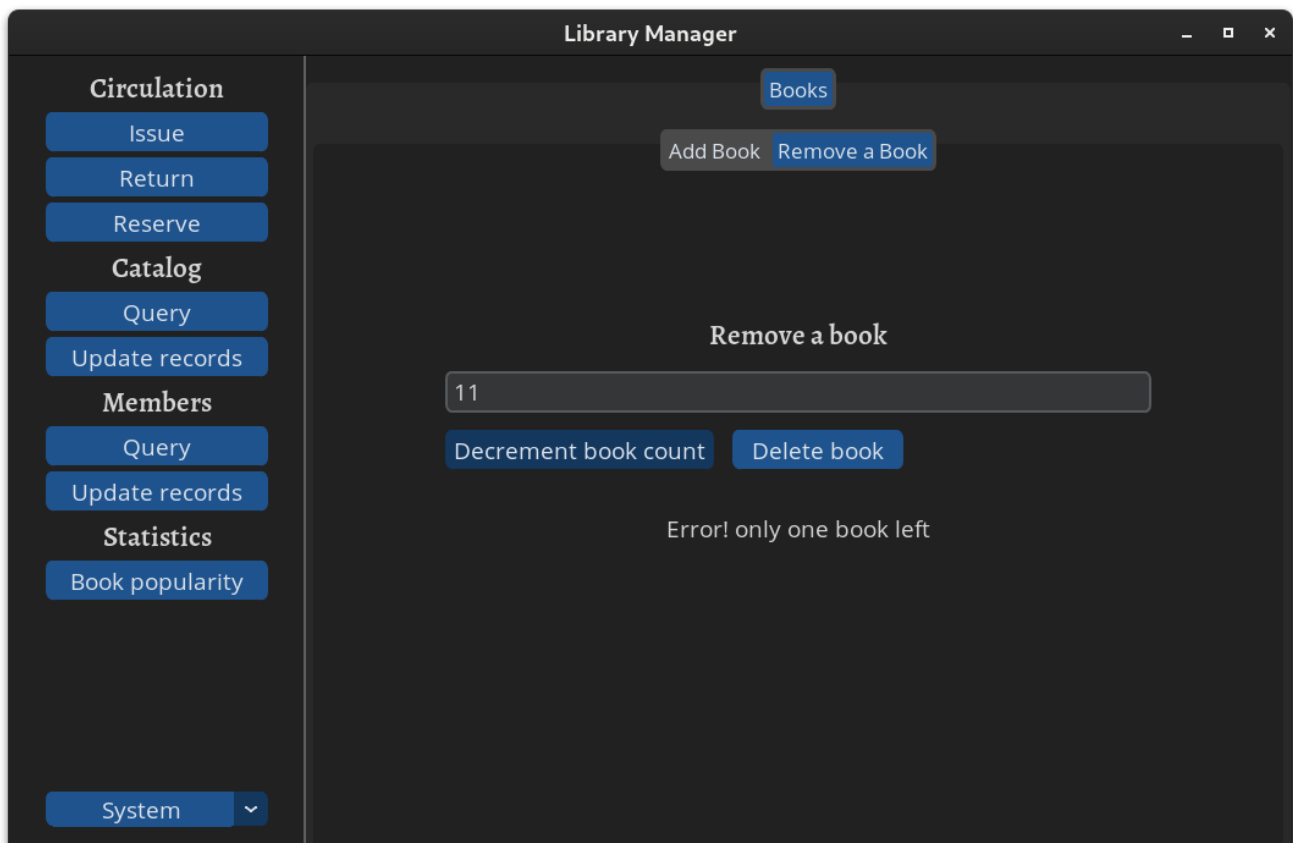 Library Manager
Circulation
Issue
Return
Reserve
Catalog
Query
Update records
Members
Query
Update records
Statistics
Book popularity
System
Books
Add Book Remove a Book
Remove a book
11
Decrement book count Delete book
Error! only one book left